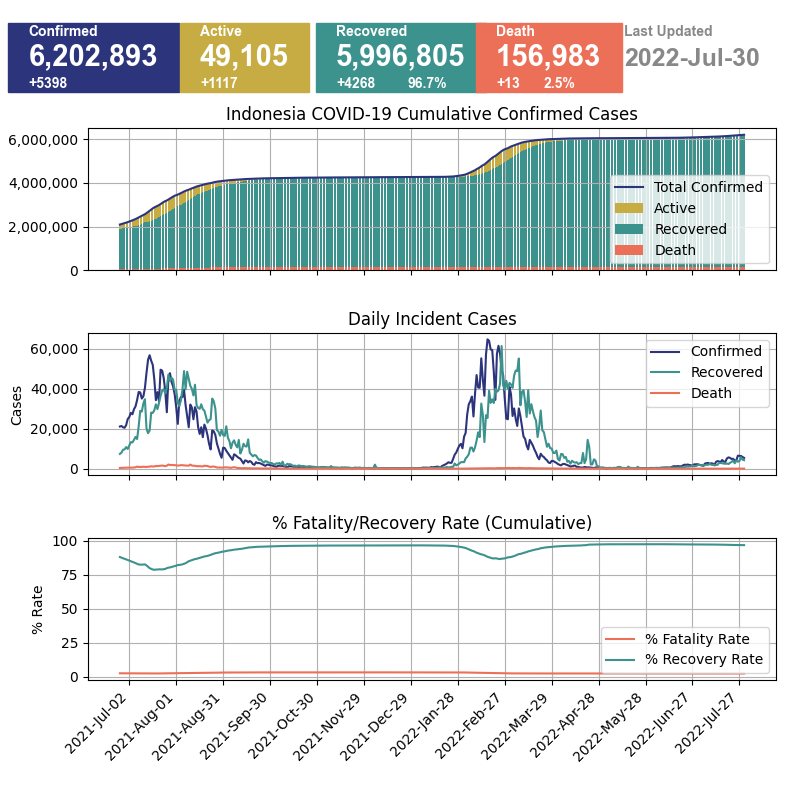 Confirmed
6,202,893
+5398
Active
49,105
+1117
Recovered
5,996,805
+4268 96.7%
Death
156,983
+13 2.5%
Last Updated
2022-Jul-30
Indonesia COVID-19 Cumulative Confirmed Cases
6,000,000
4,000,000
2,000,000
0
Total Confirmed
Active
Recovered
Death
Daily Incident Cases
Cases
60,000
40,000
20,000
0
Confirmed
Recovered
Death
% Fatality/Recovery Rate (Cumulative)
% Rate
100
75
50
25
0
% Fatality Rate
% Recovery Rate
2021-Jul-02
2021-Aug-01
2021-Aug-31
2021-Sep-30
2021-Oct-30
2021-Nov-29
2021-Dec-29
2022-Jan-28
2022-Feb-27
2022-Mar-29
2022-Apr-28
2022-May-28
2022-Jun-27
2022-Jul-27